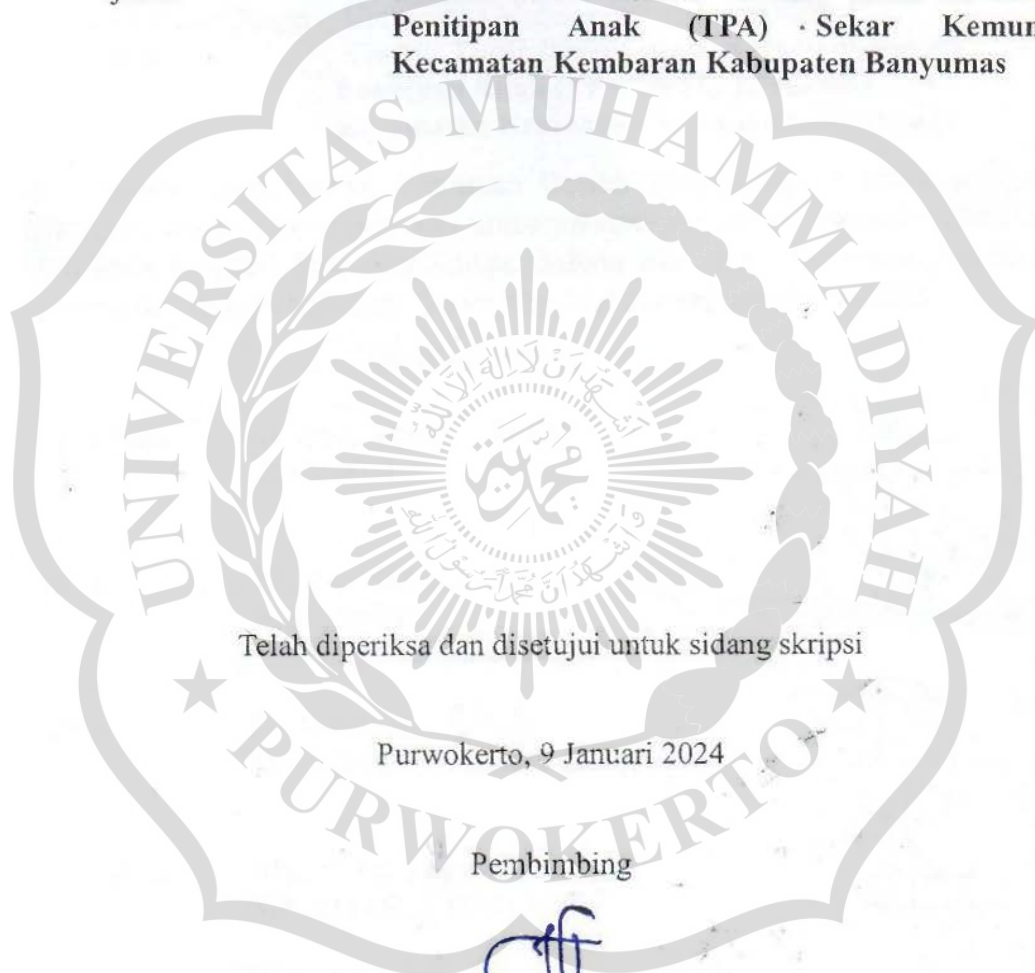 Penitipan Anak (TPA) Sekar
Kecamatan Kembaran Kabupaten Banyumas
UNIVERSITAS MUHAMMADIYAH
PURWOKERTO
Telah diperiksa dan disetujui untuk sidang skripsi
Purwokerto, 9 Januari 2024
Pembimbing